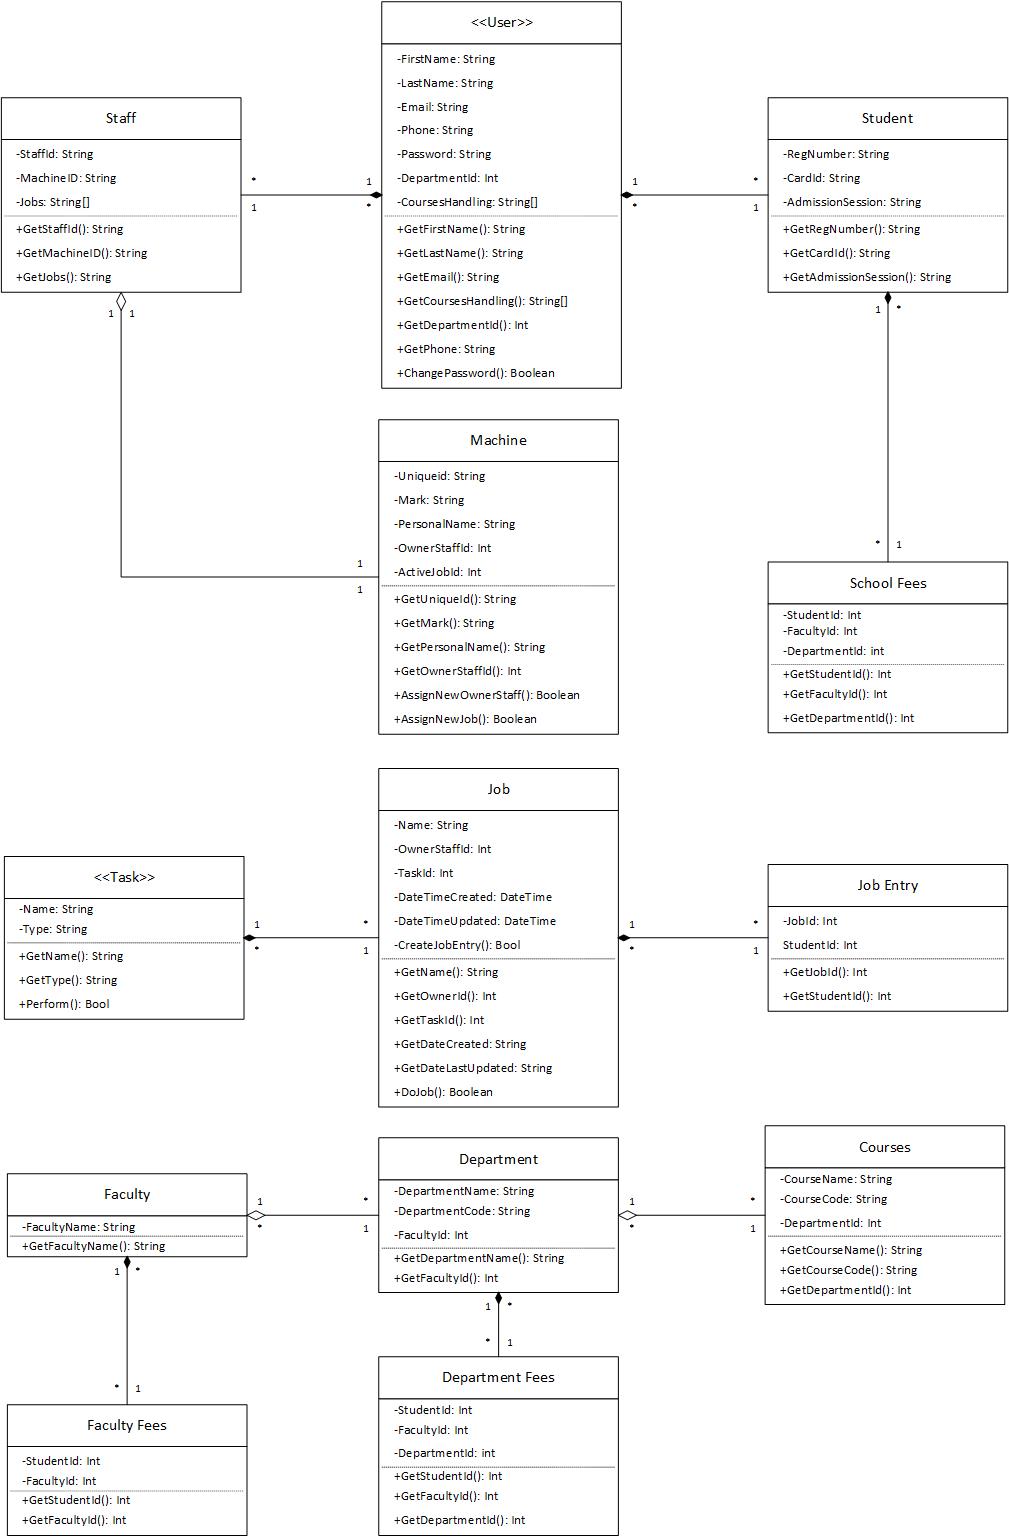 <<User>>
-FirstName: String
-LastName: String
-Email: String
-Phone: String
-Password: String
-DepartmentId: Int
-CoursesHandling: String[]
+GetFirstName(): String
+GetLastName(): String
+GetEmail(): String
+GetCoursesHandling(): String[]
+GetDepartmentId(): Int
+GetPhone: String
+ChangePassword(): Boolean
Staff
-StaffId: String
-MachineID: String
-Jobs: String[]
+GetStaffId(): String
+GetMachineID(): String
+GetJobs(): String
* 1
1 *
Student
-RegNumber: String
-CardId: String
-AdmissionSession: String
+GetRegNumber(): String
+GetCardId(): String
+GetAdmissionSession(): String
1 *
* 1
1 1
1 *
Machine
-Uniqueid: String
-Mark: String
-PersonalName: String
-OwnerStaffId: Int
-ActiveJobId: Int
+GetUniqueId(): String
+GetMark(): String
+GetPersonalName(): String
+GetOwnerStaffId(): Int
+AssignNewOwnerStaff(): Boolean
+AssignNewJob(): Boolean
1
1
* 1
School Fees
-StudentId: Int
-FacultyId: Int
-DepartmentId: int
+GetStudentId(): Int
+GetFacultyId(): Int
+GetDepartmentId(): Int
Job
-Name: String
-OwnerStaffId: Int
-TaskId: Int
-DateTimeCreated: DateTime
-DateTimeUpdated: DateTime
-CreateJobEntry(): Bool
+GetName(): String
+GetOwnerId(): Int
+GetTaskId(): Int
+GetDateCreated: String
+GetDateLastUpdated: String
+DoJob(): Boolean
<<Task>>
-Name: String
-Type: String
+GetName(): String
+GetType(): String
+Perform(): Bool
1 *
* 1
Job Entry
-JobId: Int
StudentId: Int
+GetJobId(): Int
+GetStudentId(): Int
1 *
* 1
Department
-DepartmentName: String
-DepartmentCode: String
-FacultyId: Int
+GetDepartmentName(): String
+GetFacultyId(): Int
Faculty
-FacultyName: String
+GetFacultyName(): String
1 *
* 1
Courses
-CourseName: String
-CourseCode: String
-DepartmentId: Int
+GetCourseName(): String
+GetCourseCode(): String
+GetDepartmentId(): Int
1 *
* 1
1 *
* 1
1 *
* 1
Faculty Fees
-StudentId: Int
-FacultyId: Int
+GetStudentId(): Int
+GetFacultyId(): Int
Department Fees
-StudentId: Int
-FacultyId: Int
-DepartmentId: int
+GetStudentId(): Int
+GetFacultyId(): Int
+GetDepartmentId(): Int